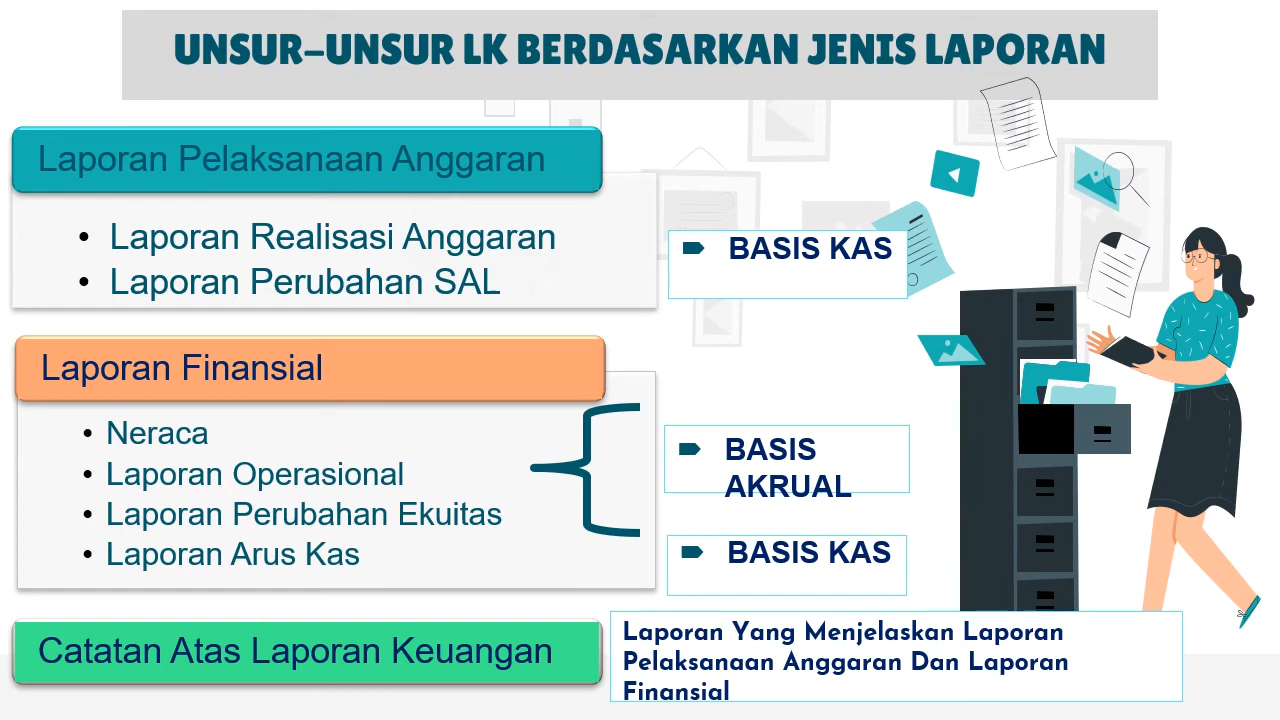 UNSUR-UNSUR LK BERDASARKAN JENIS LAPORAN
Laporan Pelaksanaan Anggaran
• Laporan Realisasi Anggaran
• Laporan Perubahan SAL
BASIS KAS
Laporan Finansial
• Neraca
• Laporan Operasional
• Laporan Perubahan Ekuitas
• Laporan Arus Kas
BASIS
AKRUAL
BASIS KAS
Catatan Atas Laporan Keuangan
Laporan Yang Menjelaskan Laporan
Pelaksanaan Anggaran Dan Laporan
Finansial